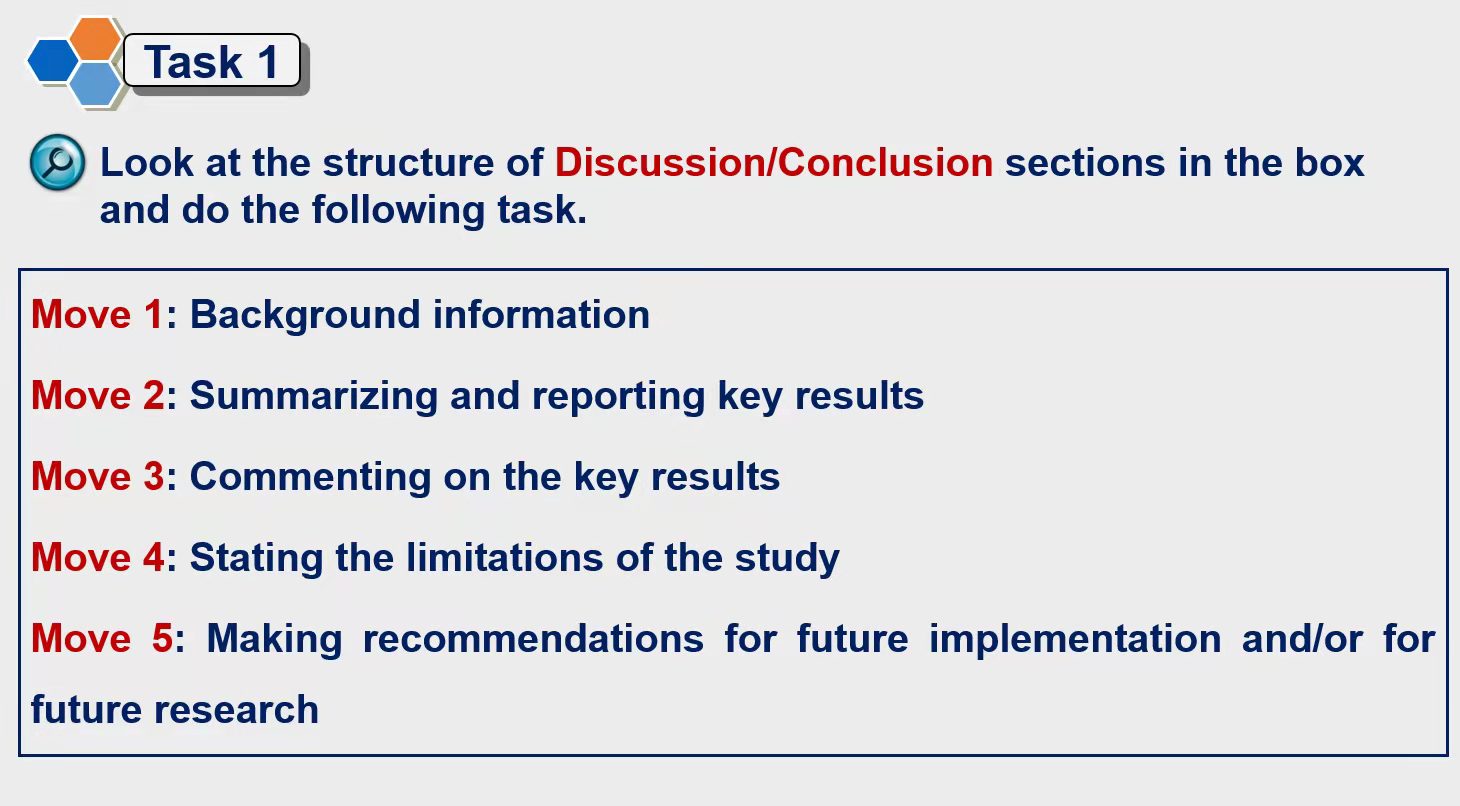 Task 1
Look at the structure of Discussion/Conclusion sections in the box
and do the following task.
Move 1: Background information
Move 2: Summarizing and reporting key results
Move 3: Commenting on the key results
Move 4: Stating the limitations of the study
Move 5: Making recommendations for future implementation and/or for
future research